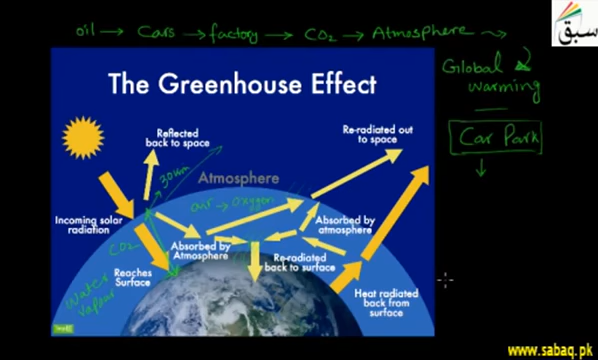 oil → Cars → factory → CO₂ → Atmosphere →
سبق
Global
warming
Car Park
The Greenhouse Effect
Reflected
back to space
Re-radiated out
to space
30km
Atmosphere
air → oxygen
Incoming solar
radiation
CO₂
Absorbed by
Atmosphere
Absorbed by
atmosphere
Reaches
Surface
Re-radiated
back to surface
Water
vapour
Heat radiated
back from
surface
www.sabaq.pk